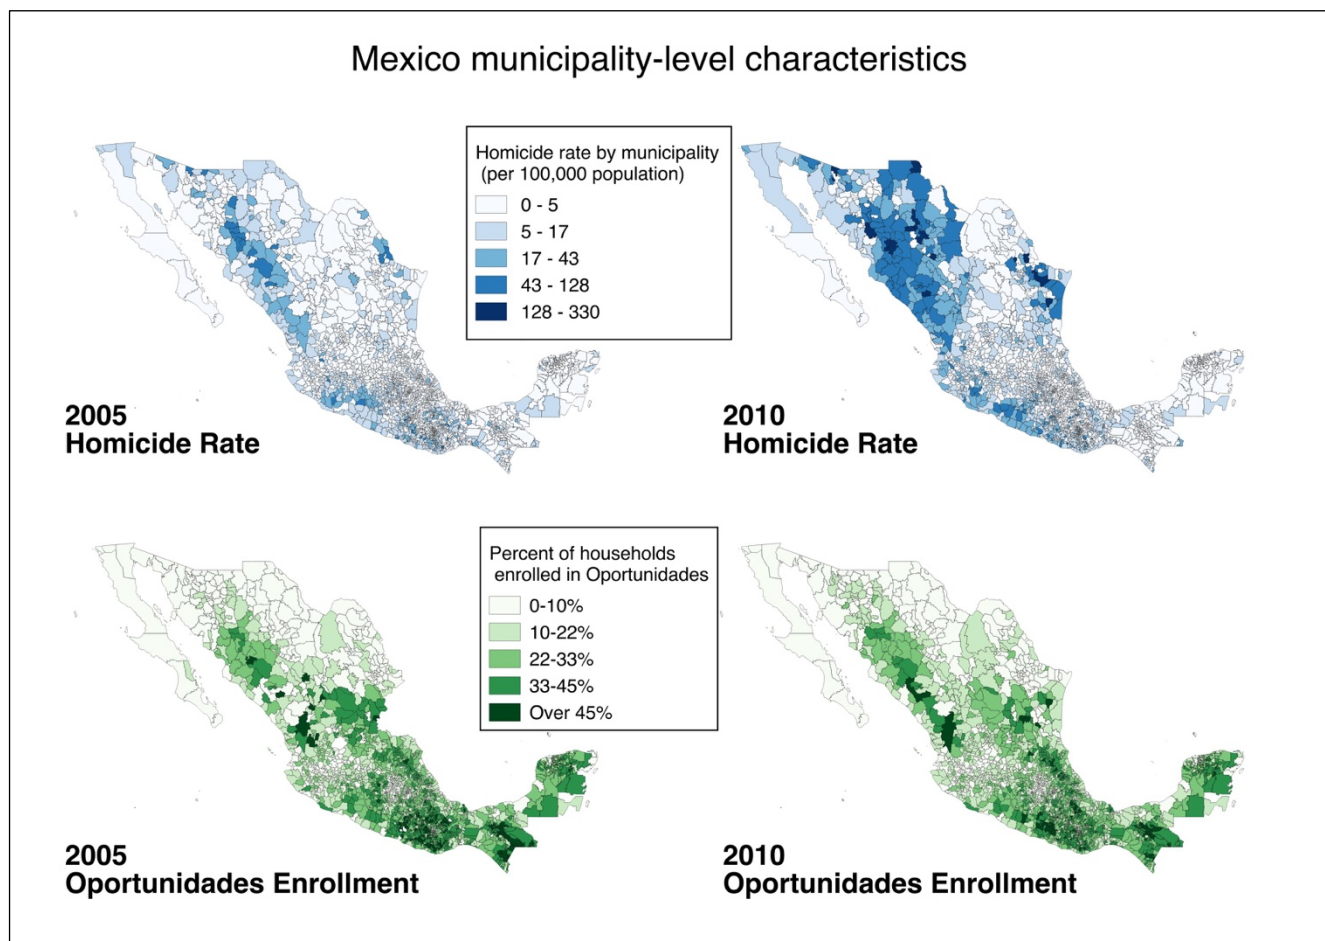 Mexico municipality-level characteristics
Homicide rate by municipality
(per 100,000 population)
0 - 5
5 - 17
17 - 43
43 - 128
128 - 330
2005
Homicide Rate
2010
Homicide Rate
Percent of households
enrolled in Oportunidades
0-10%
10-22%
22-33%
33-45%
Over 45%
2005
Oportunidades Enrollment
2010
Oportunidades Enrollment